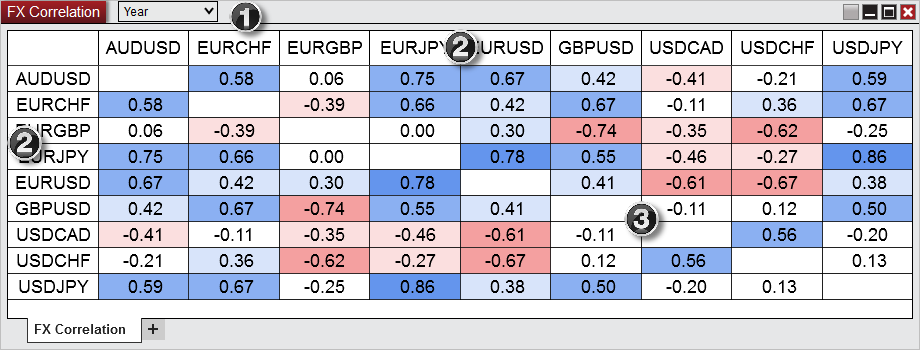 FX Correlation Year 1
AUDUSD EURCHF EURGBP EURJPY 2 EURUSD GBPUSD USDCAD USDCHF USDJPY
AUDUSD 0.58 0.06 0.75 0.67 0.42 -0.41 -0.21 0.59
EURCHF 0.58 -0.39 0.66 0.42 0.67 -0.11 0.36 0.67
2 EURGBP 0.06 -0.39 0.00 0.30 -0.74 -0.35 -0.62 -0.25
EURJPY 0.75 0.66 0.00 0.78 0.55 -0.46 -0.27 0.86
EURUSD 0.67 0.42 0.30 0.78 0.41 -0.61 -0.67 0.38
GBPUSD 0.42 0.67 -0.74 0.55 0.41 3 -0.11 0.12 0.50
USDCAD -0.41 -0.11 -0.35 -0.46 -0.61 -0.11 0.56 -0.20
USDCHF -0.21 0.36 -0.62 -0.27 -0.67 0.12 0.56 0.13
USDJPY 0.59 0.67 -0.25 0.86 0.38 0.50 -0.20 0.13
FX Correlation +